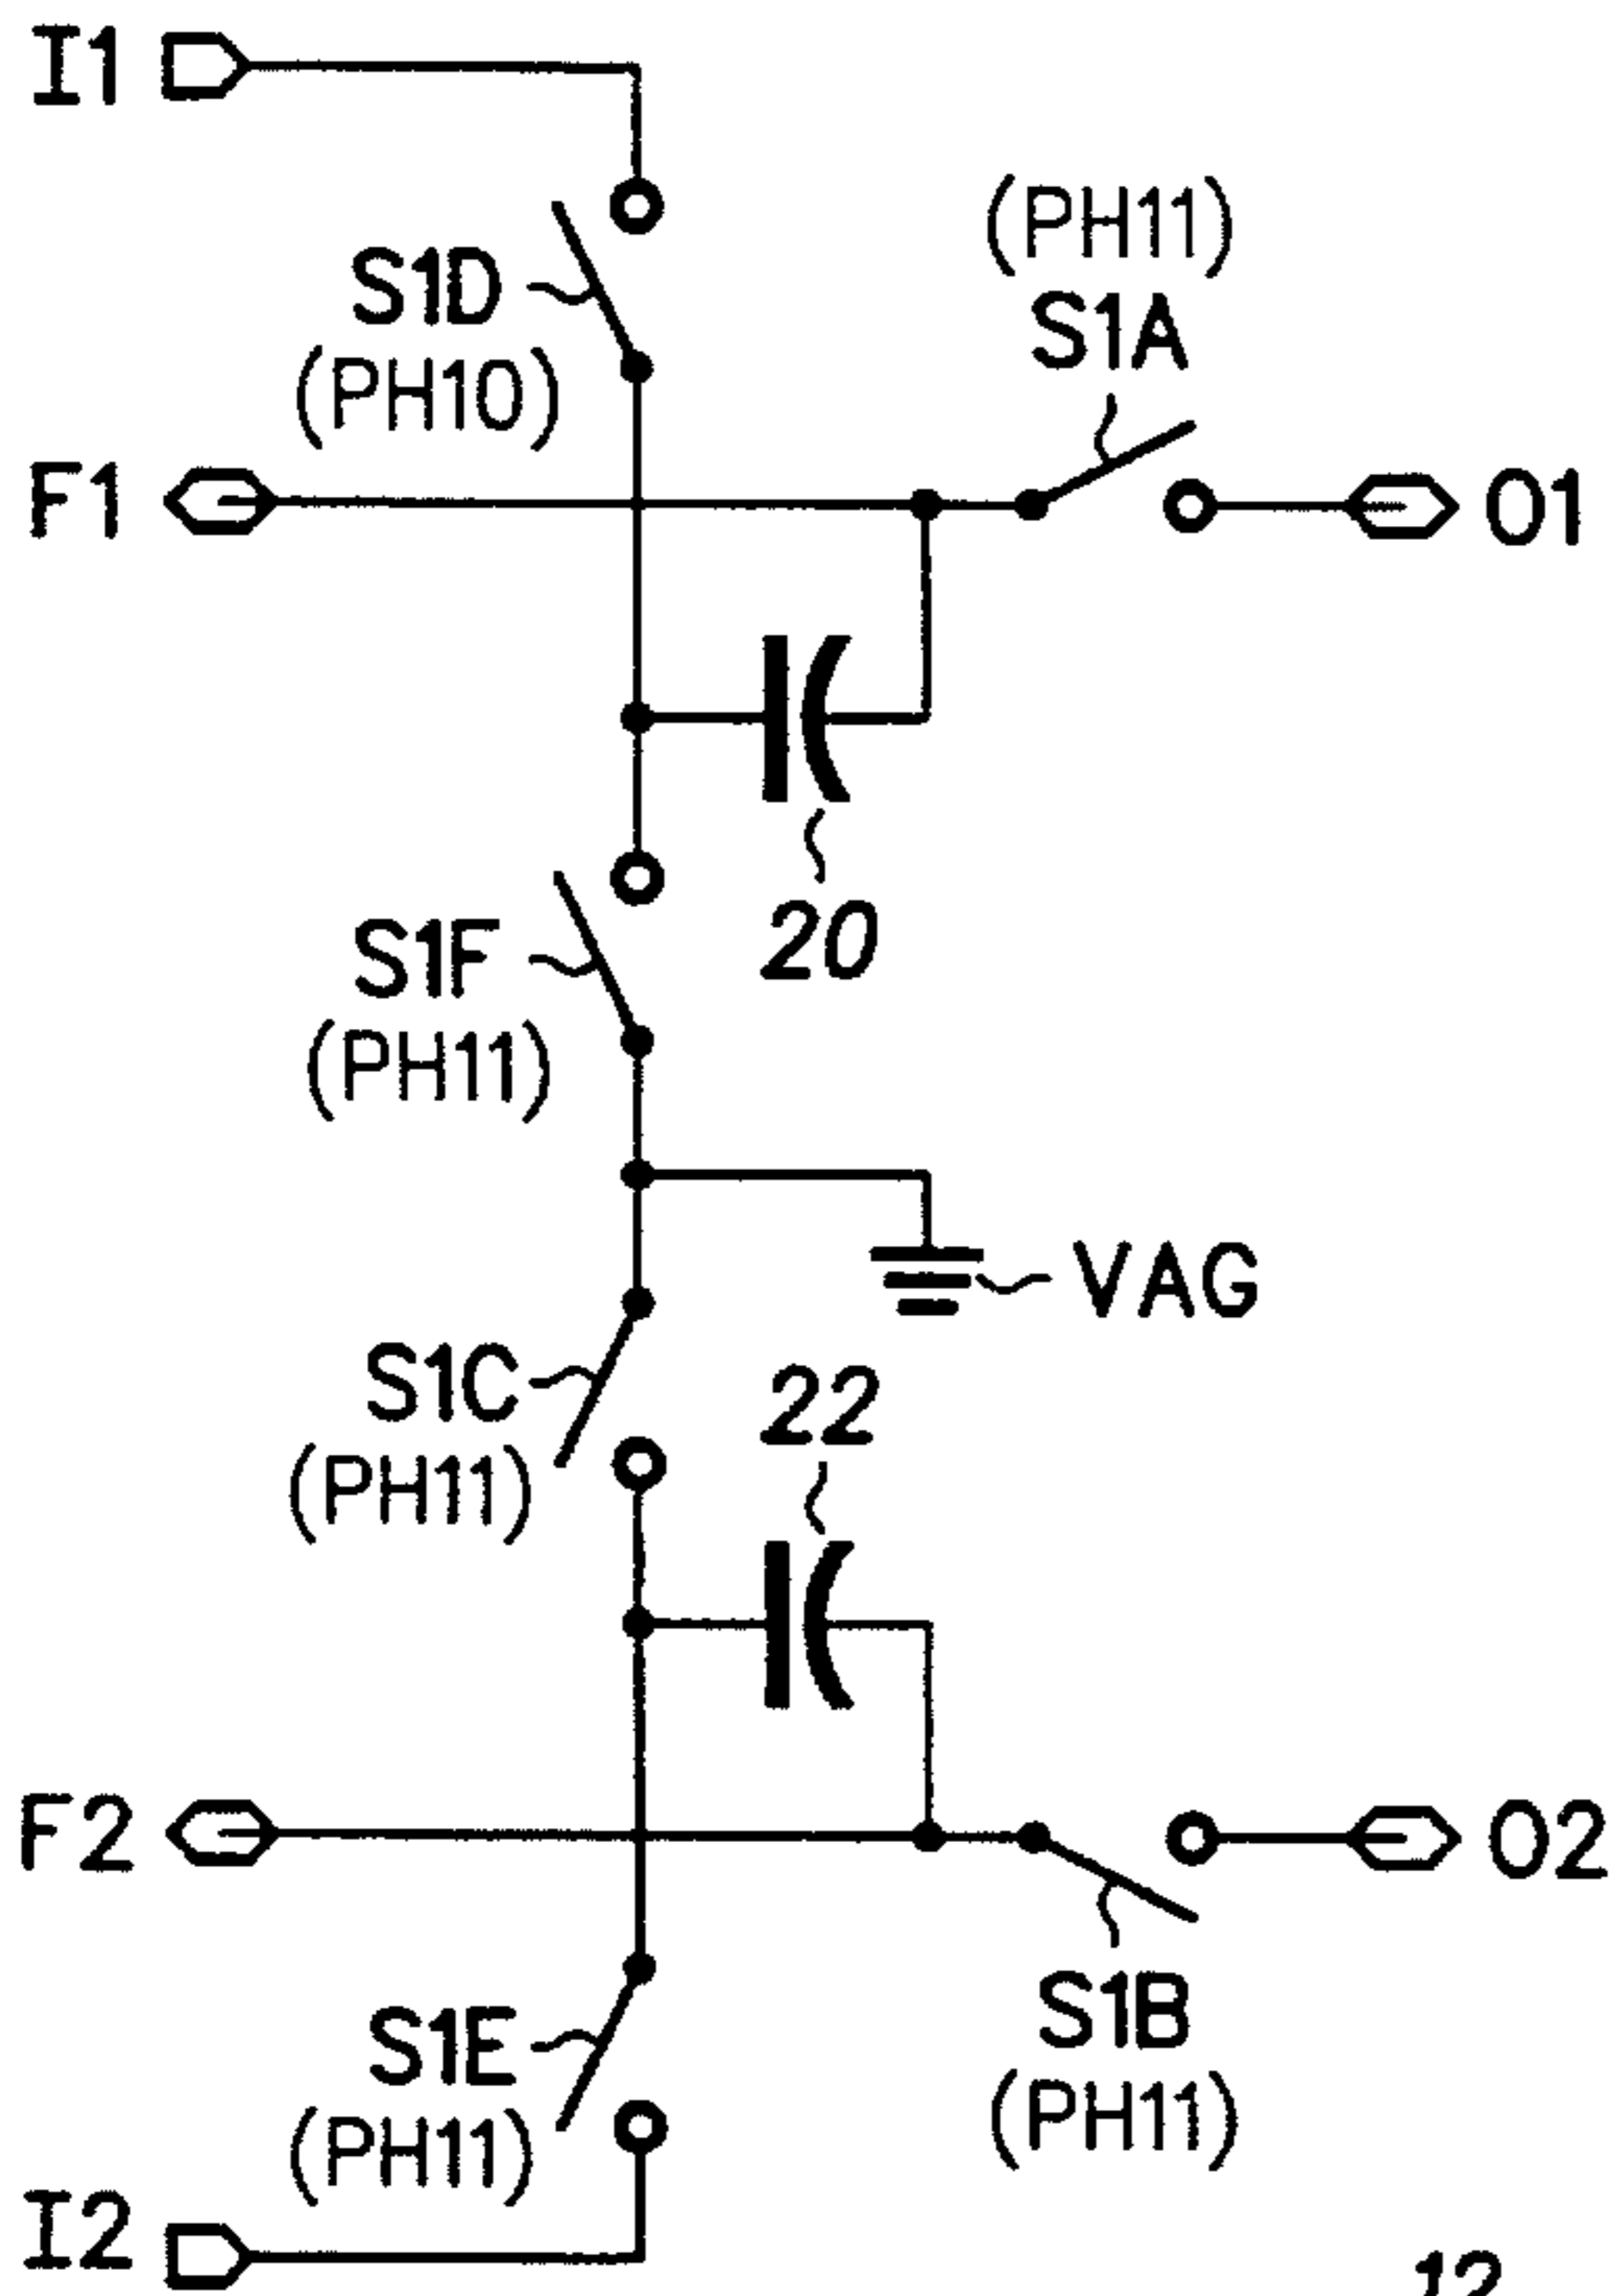 I1
(PH11)
S1D
S1A
(PH10)
F1
O1
20
S1F
(PH11)
VAG
S1C
22
(PH11)
F2
O2
S1B
S1E
(PH11)
(PH11)
I2
12